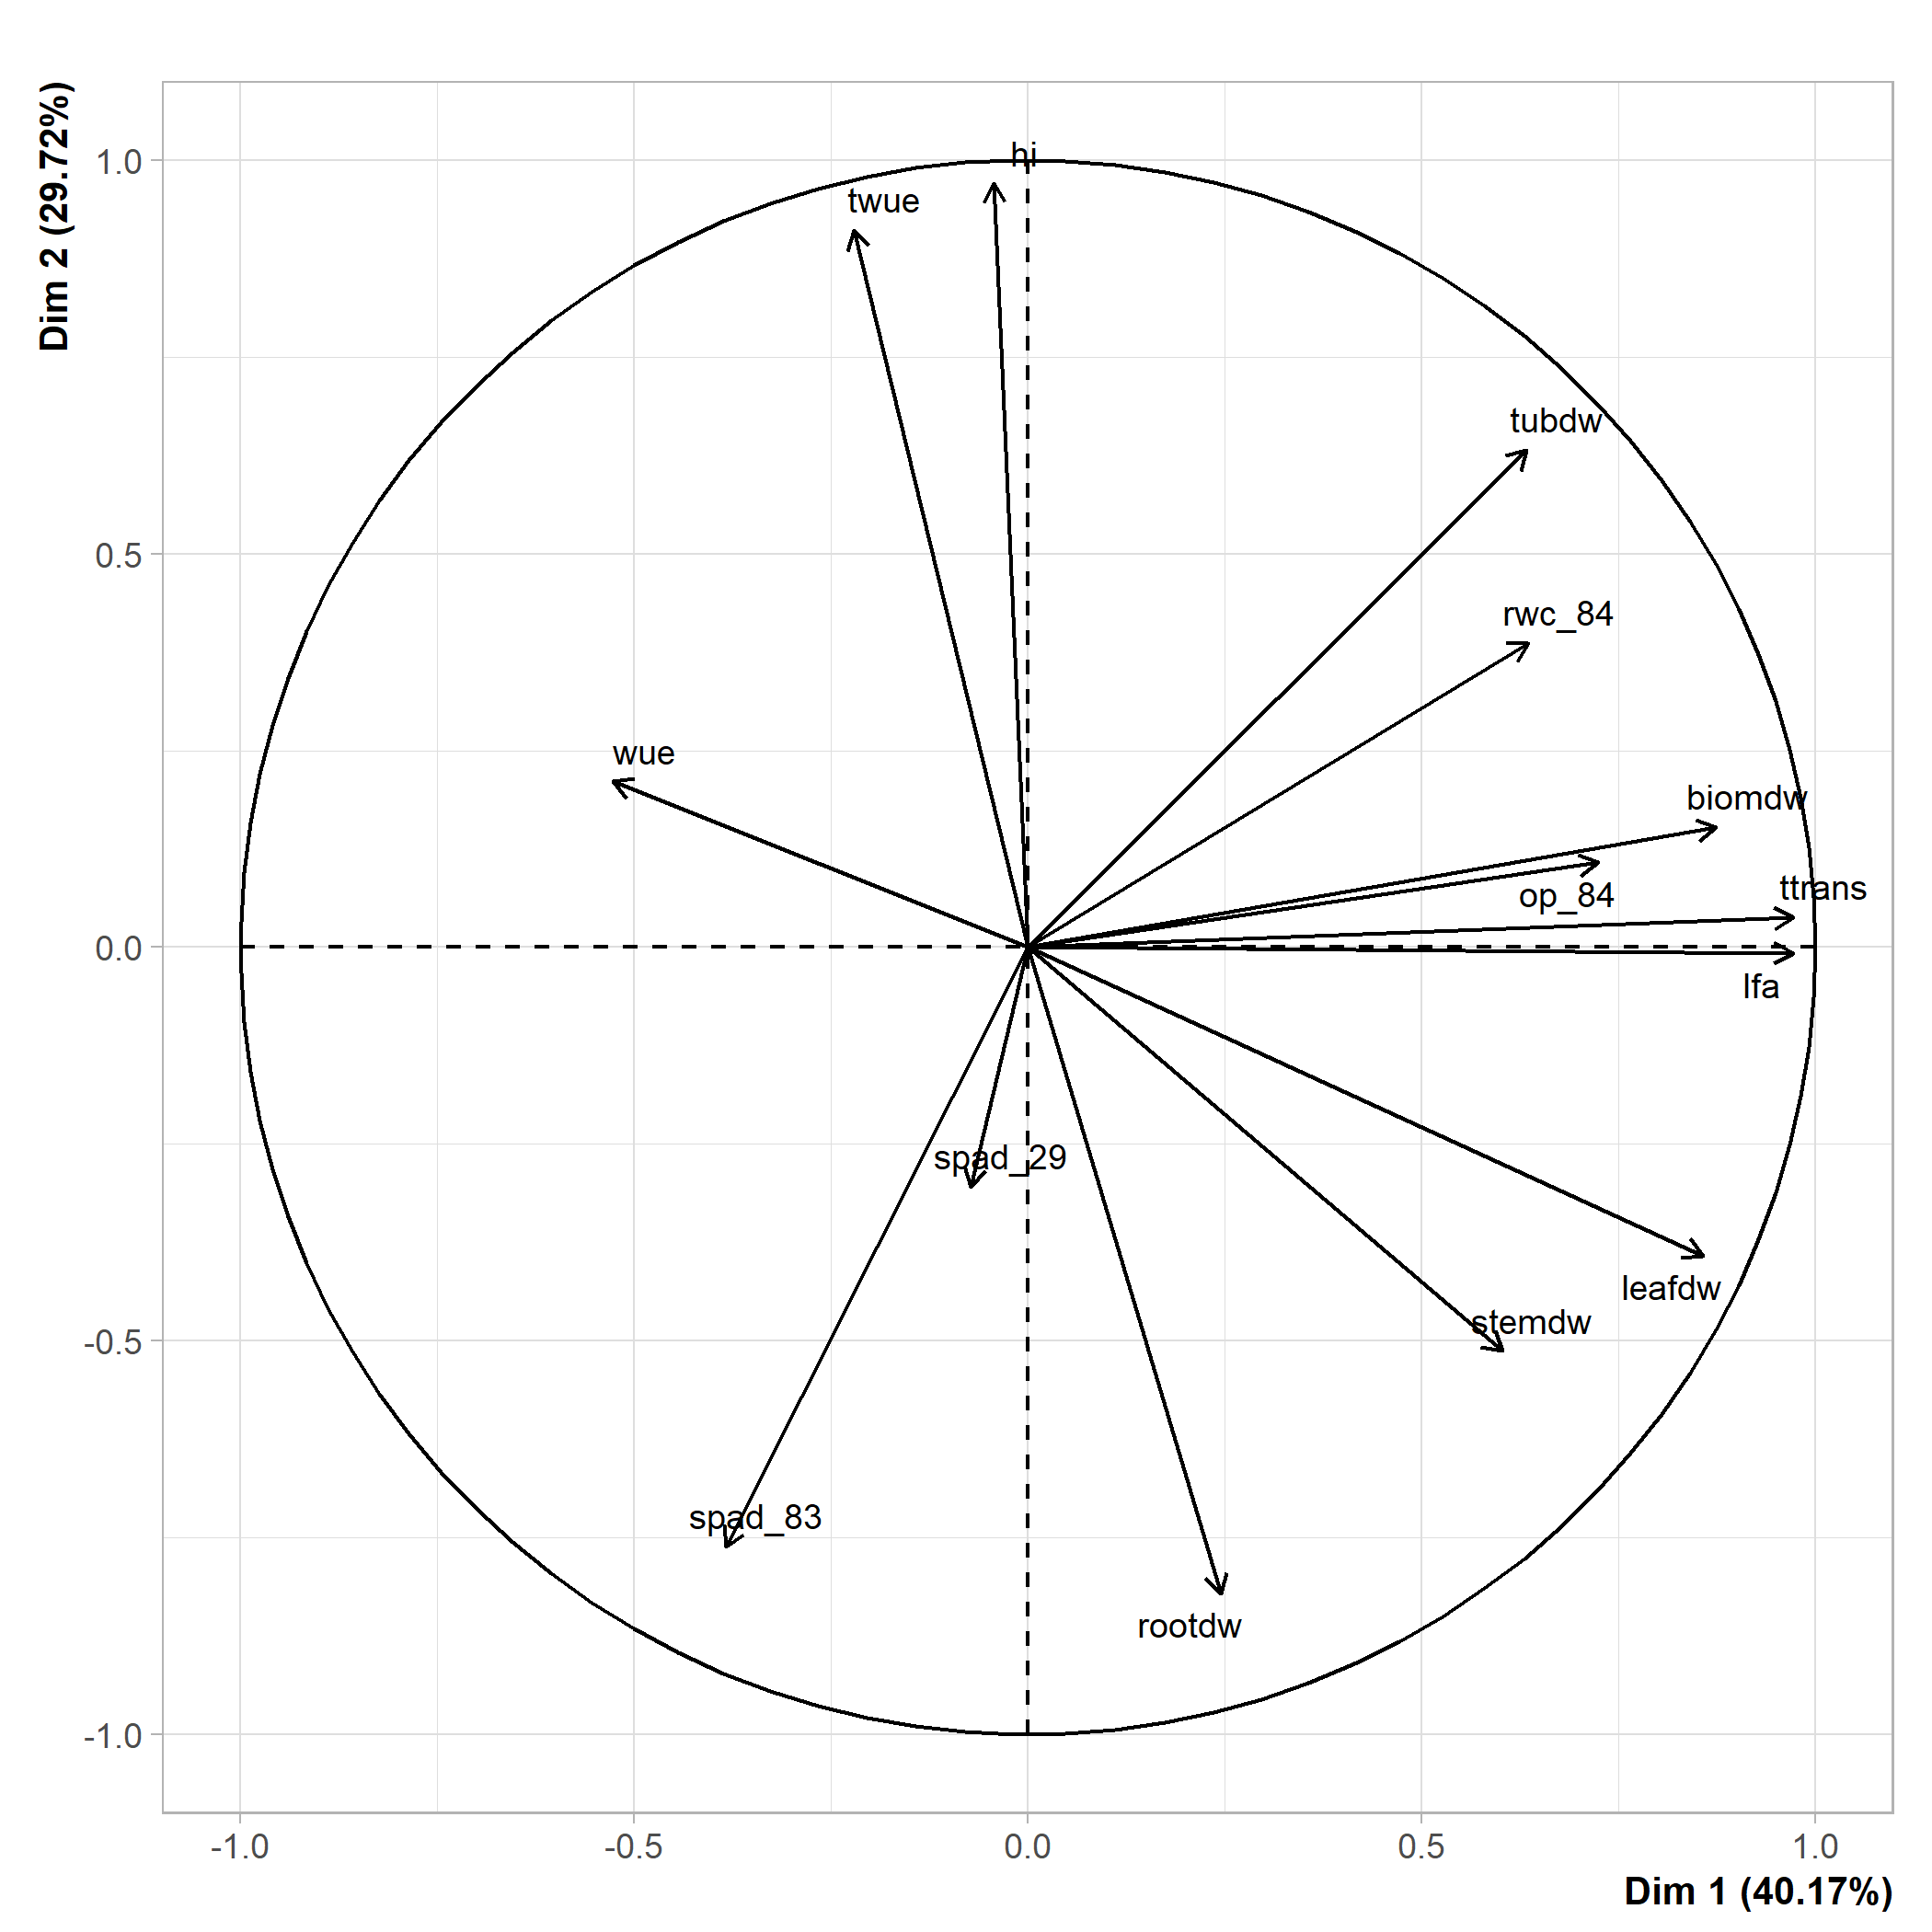 Dim 2 (29.72%)
1.0
0.5
0.0
-0.5
-1.0
hi
twue
tubdw
rwc_84
wue
biomdw
ttrans
op_84
lfa
spad_29
leafdw
stemdw
spad_83
rootdw
-1.0 -0.5 0.0 0.5 1.0
Dim 1 (40.17%)